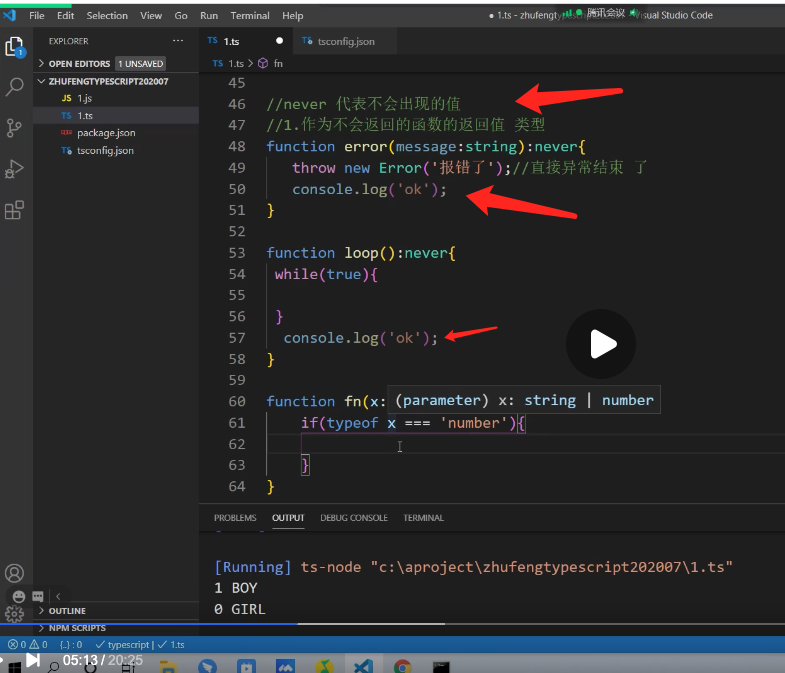 File Edit Selection View Go Run Terminal Help
● 1.ts - zhufengty 腾讯会议 Visual Studio Code
EXPLORER ...
TS 1.ts ●
tsconfig.json
OPEN EDITORS 1 UNSAVED
TS 1.ts > fn
ZHUFENGTYPESCRIPT202007
JS 1.js
TS 1.ts
package.json
tsconfig.json
45
46 //never 代表不会出现的值
47 //1.作为不会返回的函数的返回值 类型
48 function error(message:string):never{
49 throw new Error('报错了');//直接异常结束 了
50 console.log('ok');
51 }
52
53 function loop():never{
54 while(true){
55
56 }
57 console.log('ok');
58 }
59
60 function fn(x: (parameter) x: string | number
61 if(typeof x === 'number'){
62
63 }
64 }
PROBLEMS OUTPUT DEBUG CONSOLE TERMINAL
[Running] ts-node "c:\aproject\zhufengtypescript202007\1.ts"
1 BOY
0 GIRL
OUTLINE
NPM SCRIPTS
0 0 {..} : 0 typescript | 1.ts
05:13 / 20:25